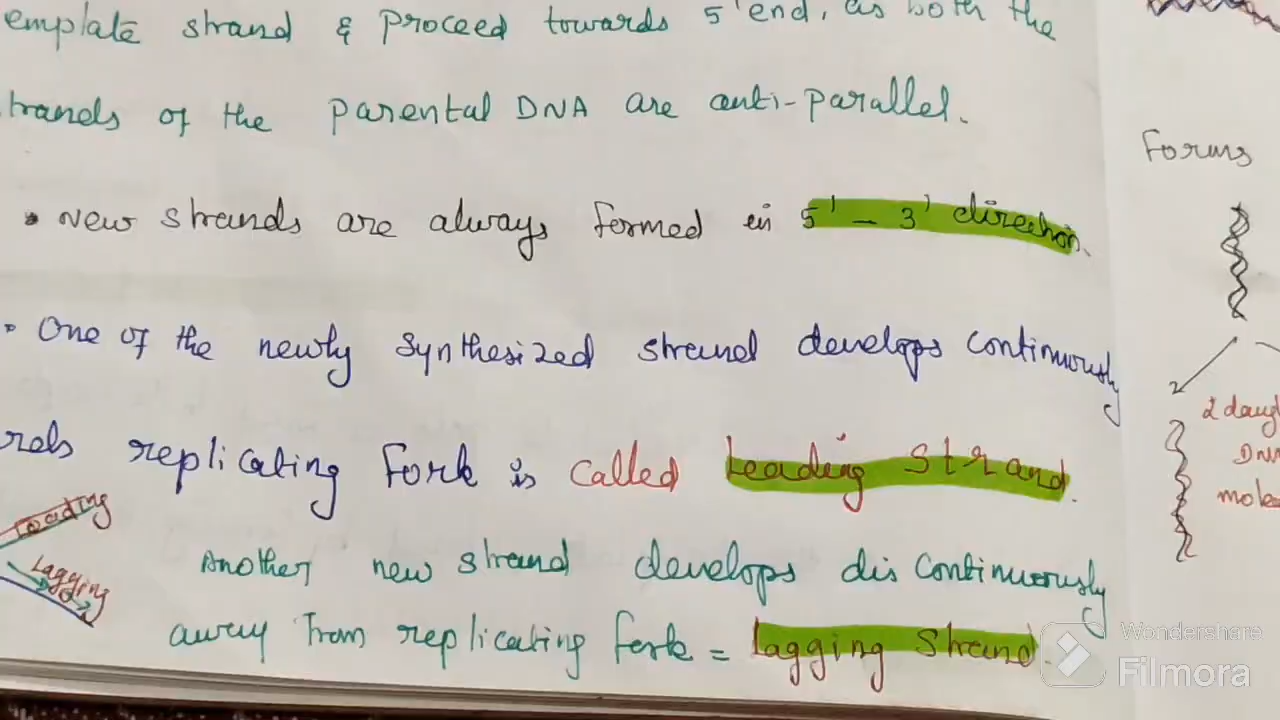 emplate strand & proceed towards 5' end, as both the
trands of the parental DNA are anti-parallel.
• New strands are always formed in 5' - 3' direction.
• One of the newly synthesized strand develops continuously
rds replicating fork is called Leading Strand.
Another new strand develops discontinuously
away from replicating fork = Lagging Strand.
Leading
Lagging
Forms
2 daug
DNA
mole
Wondershare
Filmora